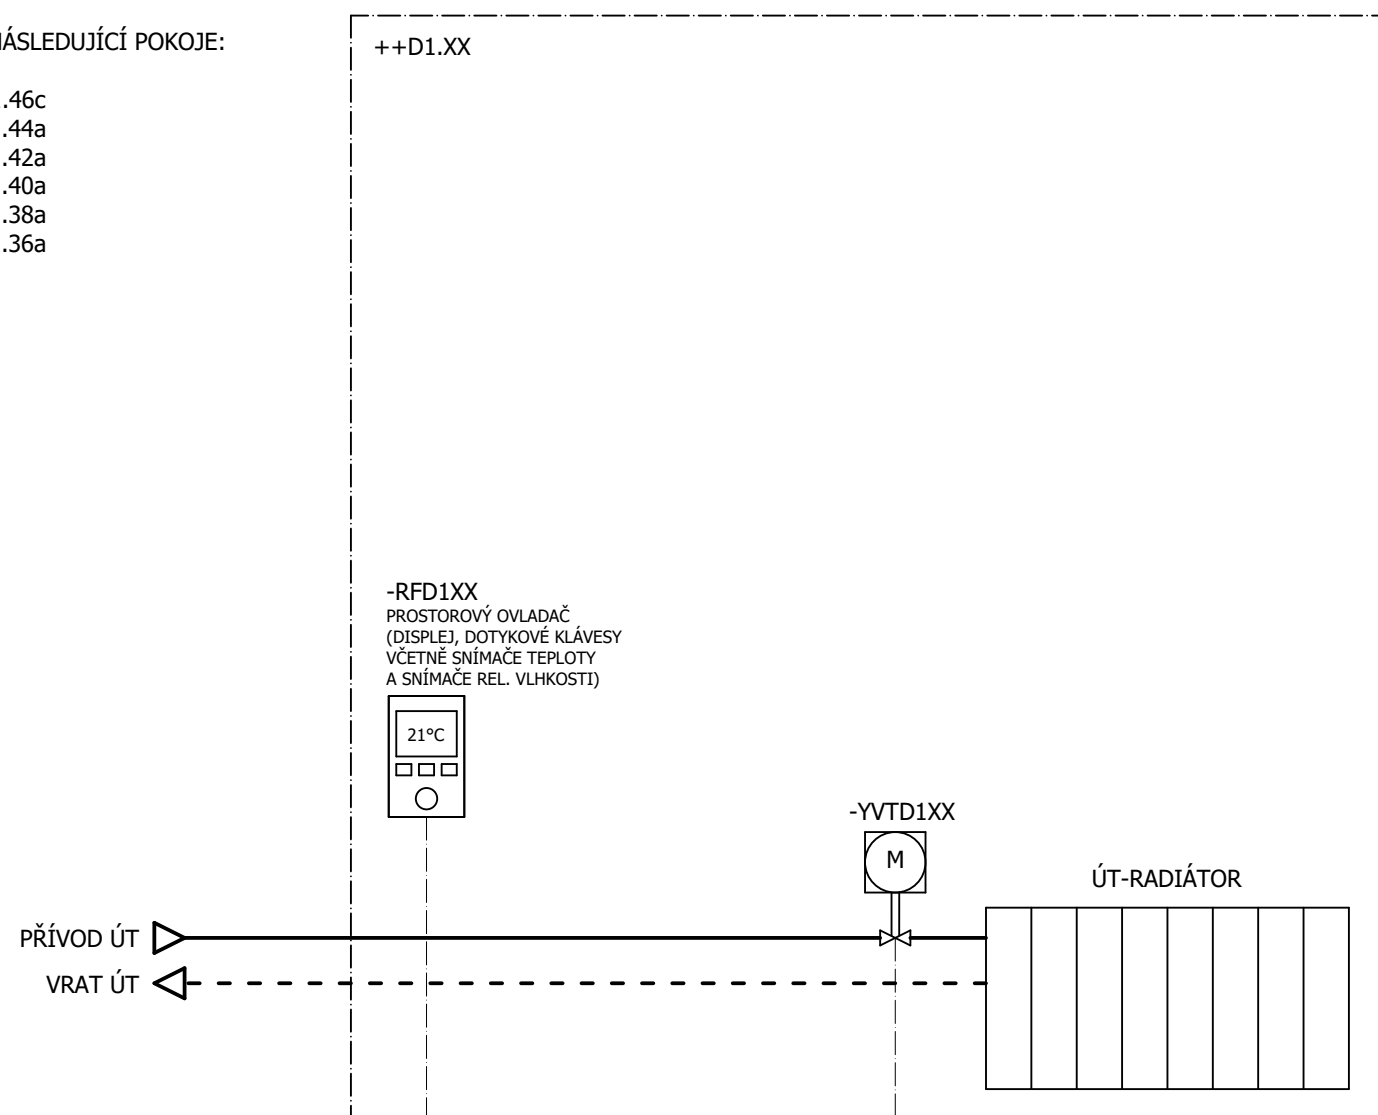 NÁSLEDUJÍCÍ POKOJE:
.46c
.44a
.42a
.40a
.38a
.36a
++D1.XX
-RFD1XX
PROSTOROVÝ OVLADAČ
(DISPLEJ, DOTYKOVÉ KLÁVESY
VČETNĚ SNÍMAČE TEPLOTY
A SNÍMAČE REL. VLHKOSTI)
21°C
-YVTD1XX
M
ÚT-RADIÁTOR
PŘÍVOD ÚT
VRAT ÚT